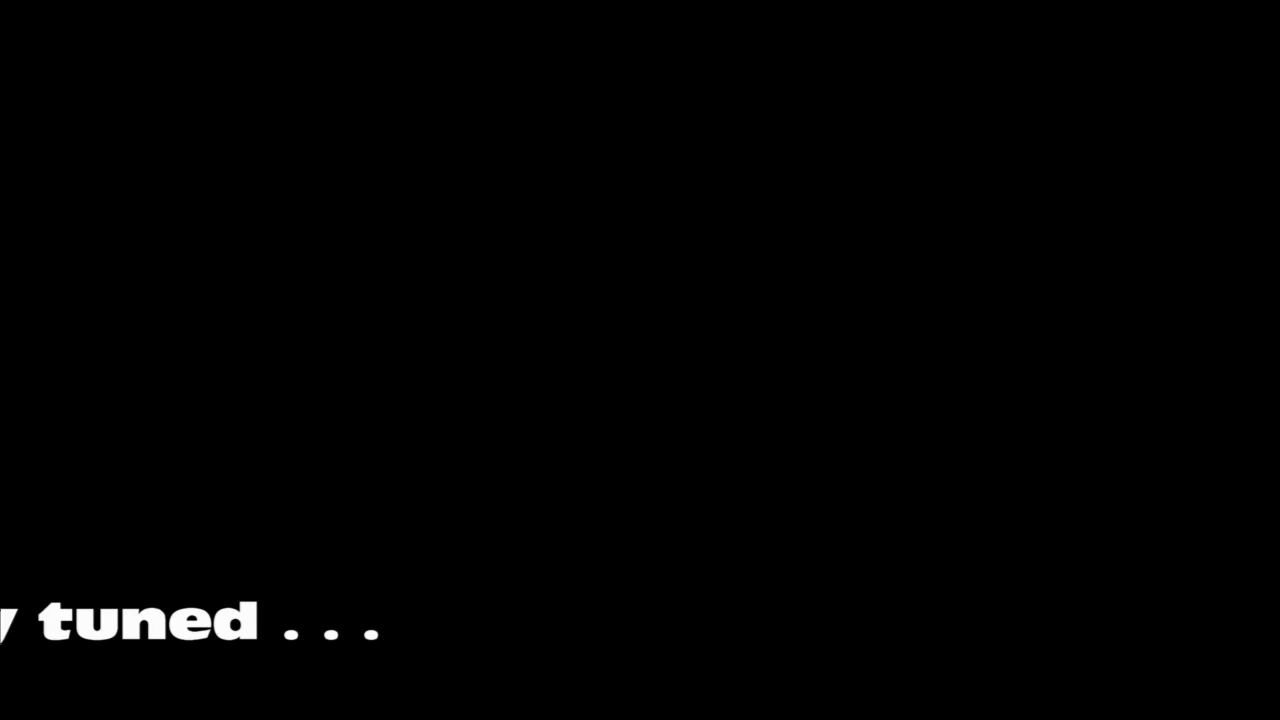 y tuned . . .